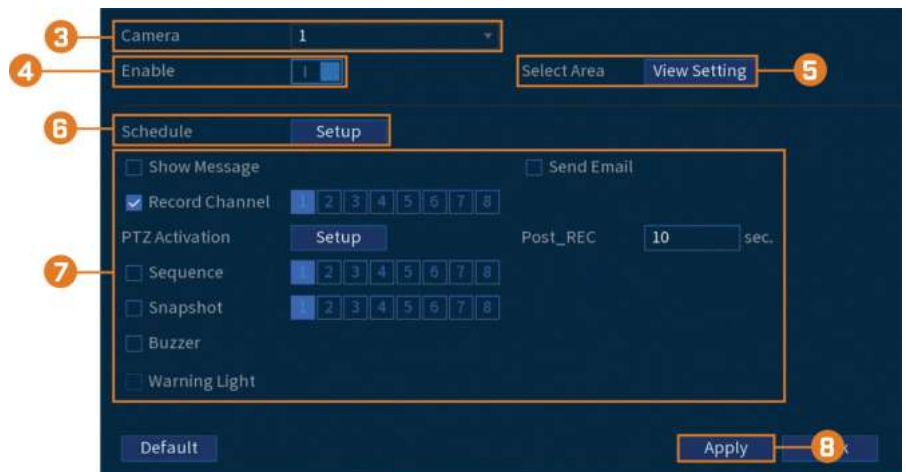 3 Camera 1
4 Enable Select Area View Setting 5
6 Schedule Setup
Show Message Send Email
Record Channel 1 2 3 4 5 6 7 8
PTZ Activation Setup Post_REC 10 sec.
7 Sequence 1 2 3 4 5 6 7 8
Snapshot 1 2 3 4 5 6 7 8
Buzzer
Warning Light
Default Apply 8